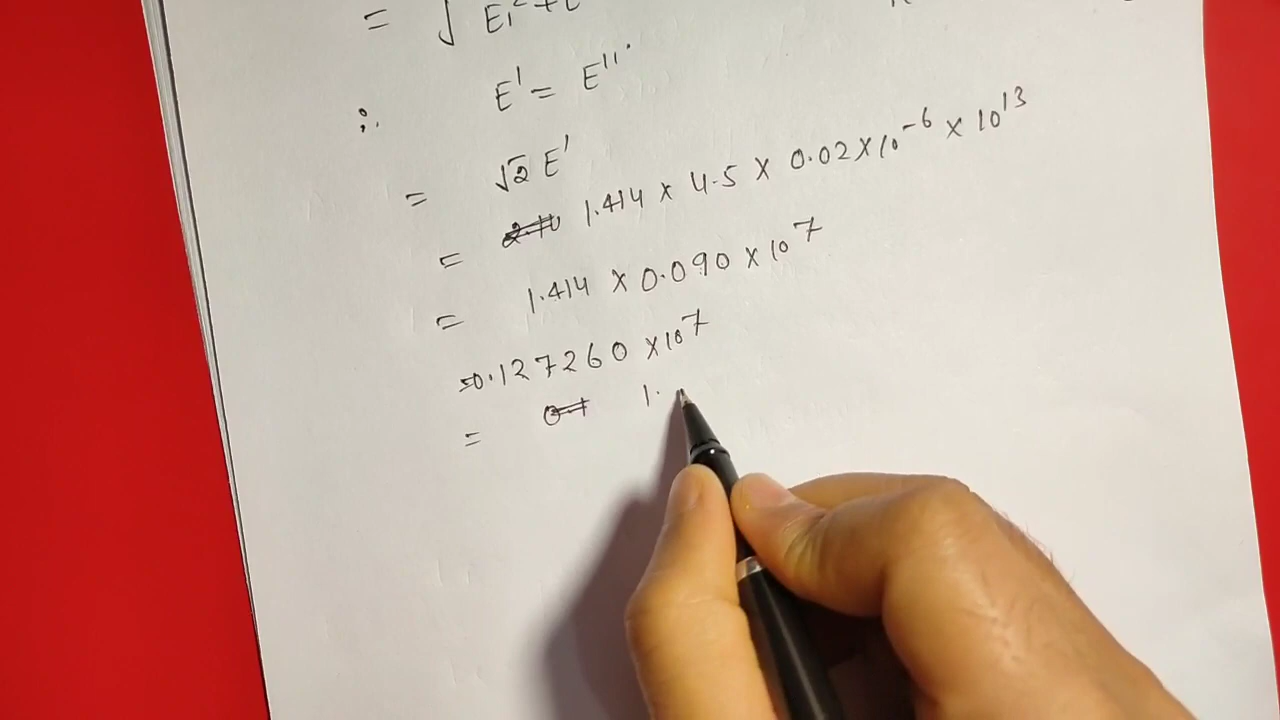 = √ E1² +
∴ E' = E''.
= √2 E'
= 1.414 x 4.5 x 0.02 x 10⁻⁶ x 10¹³
= 1.414 x 0.090 x 10⁷
=0.127260 x 10⁷
= 1.